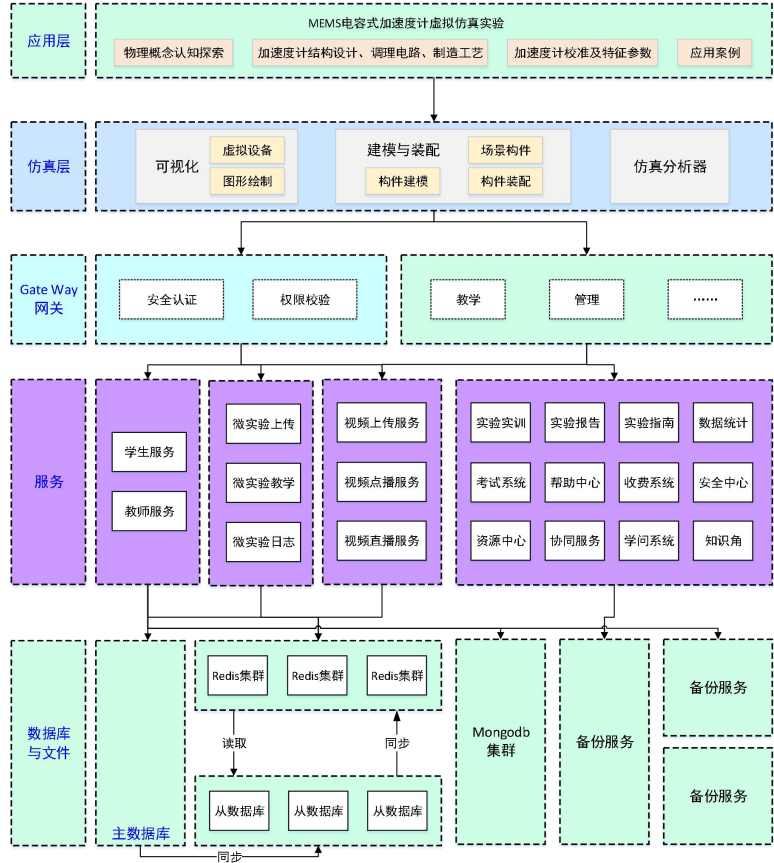 应用层
MEMS电容式加速度计虚拟仿真实验
物理概念认知探索
加速度计结构设计、调理电路、制造工艺
加速度计校准及特征参数
应用案例
仿真层
可视化
虚拟设备
图形绘制
建模与装配
场景构件
构件建模
构件装配
仿真分析器
Gate Way
网关
安全认证
权限校验
教学
管理
……
服务
学生服务
教师服务
微实验上传
微实验教学
微实验日志
视频上传服务
视频点播服务
视频直播服务
实验实训
实验报告
实验指南
数据统计
考试系统
帮助中心
收费系统
安全中心
资源中心
协同服务
学问系统
知识角
数据库
与文件
主数据库
Redis集群
Redis集群
Redis集群
读取
同步
从数据库
从数据库
从数据库
同步
Mongodb
集群
备份服务
备份服务
备份服务